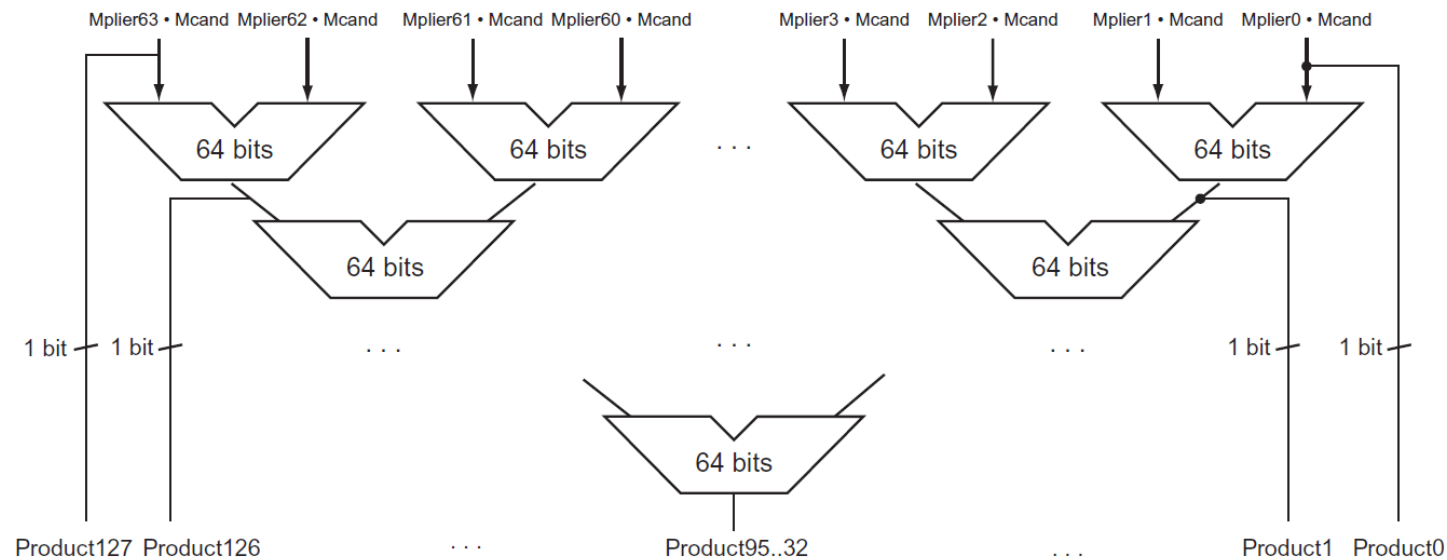 Mplier63 • Mcand Mplier62 • Mcand Mplier61 • Mcand Mplier60 • Mcand Mplier3 • Mcand Mplier2 • Mcand Mplier1 • Mcand Mplier0 • Mcand
64 bits 64 bits . . . 64 bits 64 bits
64 bits 64 bits
1 bit 1 bit . . . . . . . . . 1 bit 1 bit
64 bits
Product127 Product126 . . . Product95..32 . . . Product1 Product0